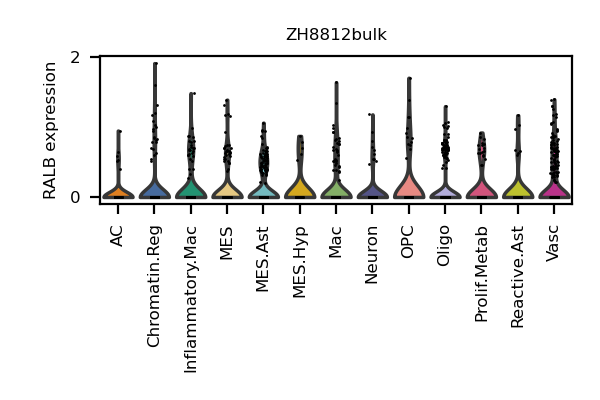 ZH8812bulk
RALB expression
2
0
AC
Chromatin.Reg
Inflammatory.Mac
MES
MES.Ast
MES.Hyp
Mac
Neuron
OPC
Oligo
Prolif.Metab
Reactive.Ast
Vasc